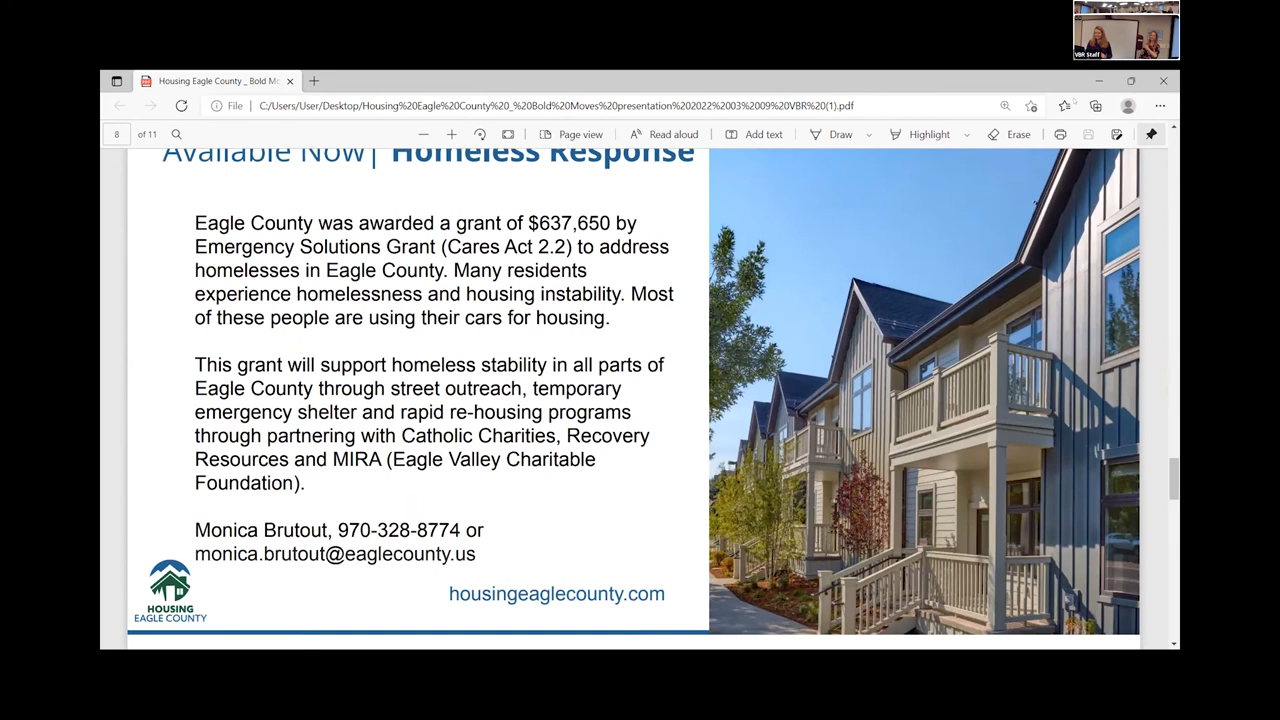 VBR Staff
Housing Eagle County _ Bold Mo
File
C:/Users/User/Desktop/Housing%20Eagle%20County%20_%20Bold%20Moves%20presentation%202022%2003%2009%20VBR%20(1).pdf
8 of 11
Page view
Read aloud
Add text
Draw
Highlight
Erase
Available Now| Homeless Response
Eagle County was awarded a grant of $637,650 by
Emergency Solutions Grant (Cares Act 2.2) to address
homelesses in Eagle County. Many residents
experience homelessness and housing instability. Most
of these people are using their cars for housing.
This grant will support homeless stability in all parts of
Eagle County through street outreach, temporary
emergency shelter and rapid re-housing programs
through partnering with Catholic Charities, Recovery
Resources and MIRA (Eagle Valley Charitable
Foundation).
Monica Brutout, 970-328-8774 or
monica.brutout@eaglecounty.us
housingeaglecounty.com
HOUSING
EAGLE COUNTY